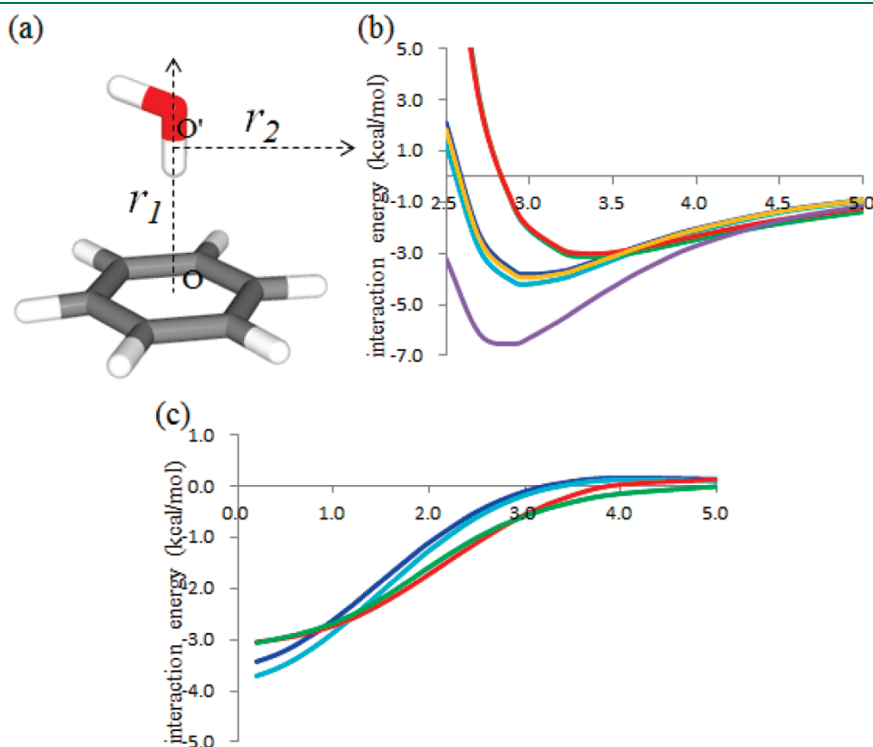 (a)
O'
r2
r1
O
(b)
interaction energy (kcal/mol)
5.0
3.0
1.0
-1.0
-3.0
-5.0
-7.0
2.5 3.0 3.5 4.0 4.5 5.0
(c)
interaction energy (kcal/mol)
1.0
0.0
-1.0
-2.0
-3.0
-4.0
-5.0
0.0 1.0 2.0 3.0 4.0 5.0